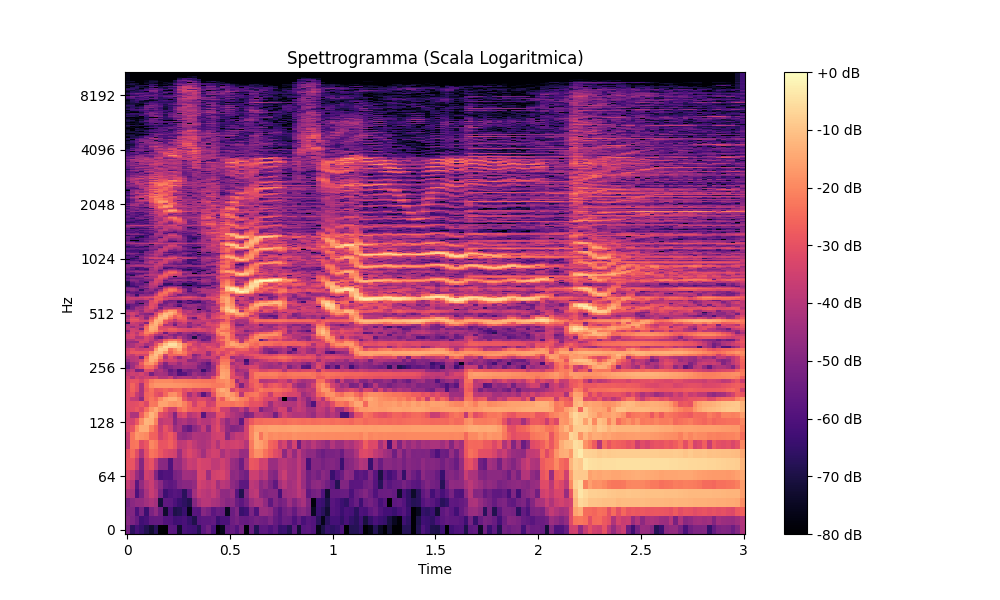 Spettrogramma (Scala Logaritmica)
8192
4096
2048
1024
512
256
128
64
0
Hz
0
0.5
1
1.5
2
2.5
3
Time
+0 dB
-10 dB
-20 dB
-30 dB
-40 dB
-50 dB
-60 dB
-70 dB
-80 dB